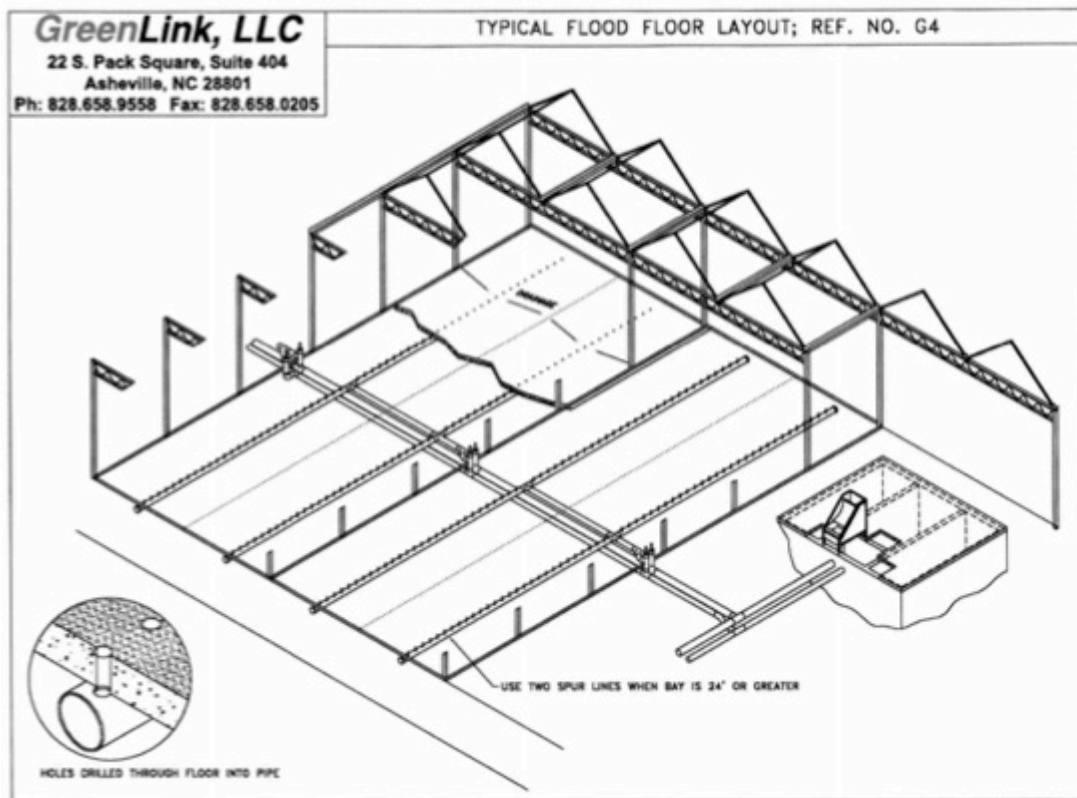 GreenLink, LLC
22 S. Pack Square, Suite 404
Asheville, NC 28801
Ph: 828.658.9558 Fax: 828.658.0205
TYPICAL FLOOD FLOOR LAYOUT; REF. NO. G4
USE TWO SPUR LINES WHEN BAY IS 24' OR GREATER
HOLES DRILLED THROUGH FLOOR INTO PIPE